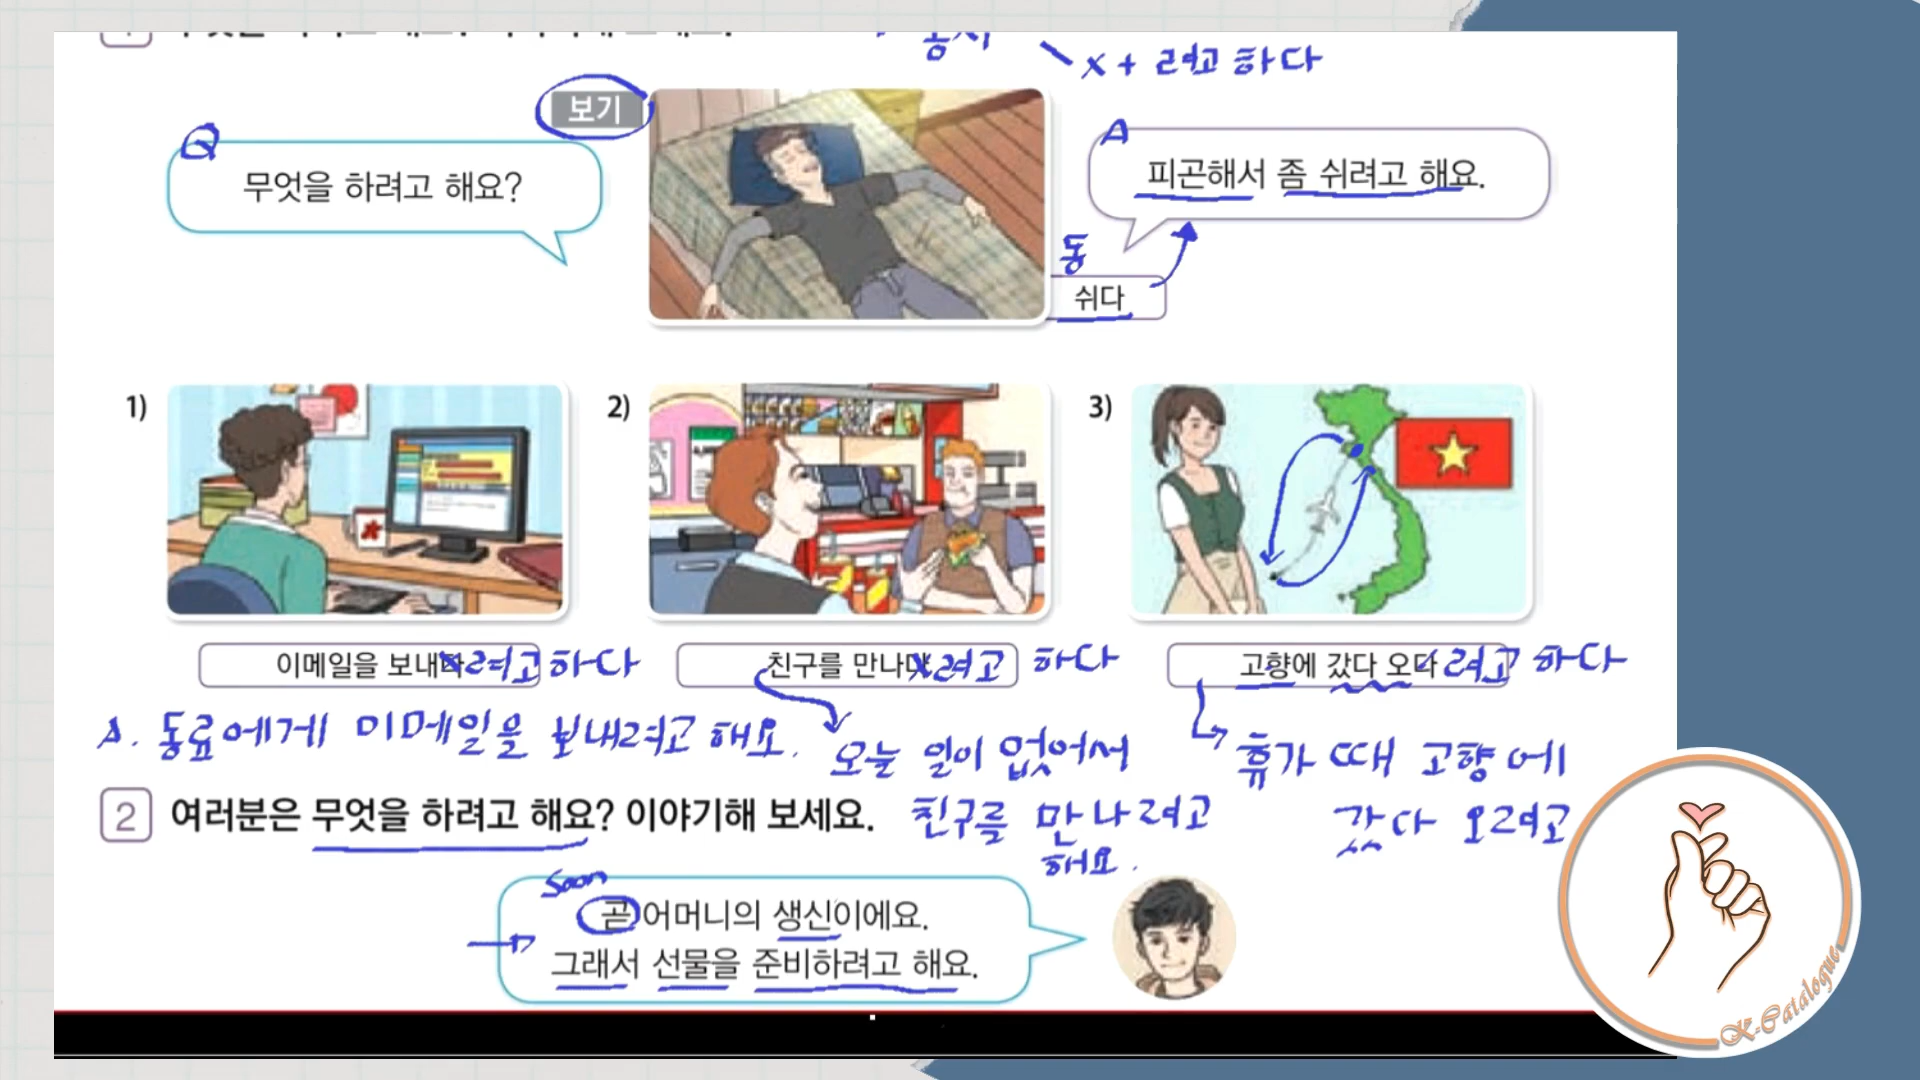 동사 x + 려고 하다
보기
Q
무엇을 하려고 해요?
A
피곤해서 좀 쉬려고 해요.
동
쉬다
1)
2)
3)
이메일을 보내다 려고 하다
친구를 만나다 려고 하다
고향에 갔다 오다 려고 하다
A. 동료에게 이메일을 보내려고 해요.
오늘 일이 없어서
친구를 만나려고
해요.
휴가 때 고향에
갔다 오려고
2 여러분은 무엇을 하려고 해요? 이야기해 보세요.
Soon
곧 어머니의 생신이에요.
그래서 선물을 준비하려고 해요.
K-Catalogue